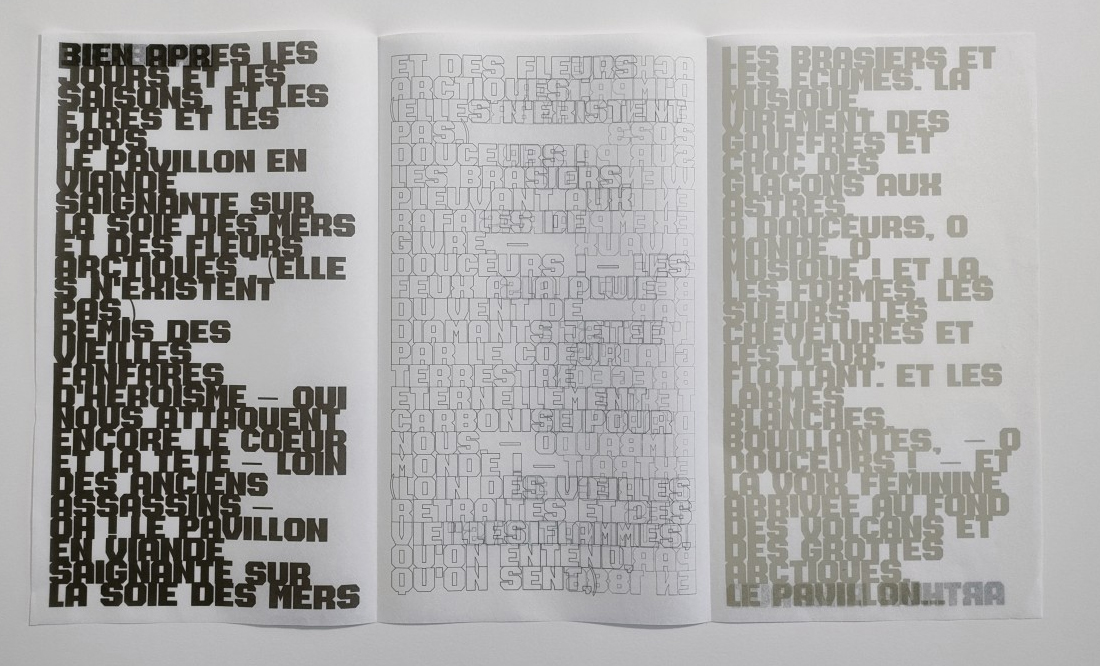 BIEN APRES LES
JOURS ET LES
SAISONS, ET LES
ETRES ET LES
PAYS,
LE PAVILLON EN
VIANDE
SAIGNANTE SUR
LA SOIE DES MERS
ET DES FLEURS
ARCTIQUES ; (ELLE
S N'EXISTENT
PAS)
REMIS DES
VIEILLES
FANFARES
D'HEROISME — QUI
NOUS ATTAQUENT
ENCORE LE COEUR
ET LA TETE — LOIN
DES ANCIENS
ASSASSINS —
OH ! LE PAVILLON
EN VIANDE
SAIGNANTE SUR
LA SOIE DES MERS
ET DES FLEURS
ARCTIQUES ;
(ELLES N'EXISTENT
PAS)
DOUCEURS !
LES BRASIERS,
PLEUVANT AUX
RAFALES DE
GIVRE — 
DOUCEURS ! — LES
FEUX A LA PLUIE
DU VENT DE
DIAMANTS JETEE
PAR LE COEUR
TERRESTRE
ETERNELLEMENT
CARBONISE POUR
NOUS — O
MONDE ! —
(LOIN DES VIEILLES
RETRAITES ET DES
VIEILLES FLAMMES,
QU'ON ENTEND,
QU'ON SENT,)
LES BRASIERS ET
LES ECUMES. LA
MUSIQUE,
VIREMENT DES
GOUFFRES ET
CHOC DES
GLACONS AUX
ASTRES.
O DOUCEURS, O
MONDE, O
MUSIQUE ! ET LA,
LES FORMES, LES
SUEURS, LES
CHEVELURES ET
LES YEUX,
FLOTTANT. ET LES
LARMES
BLANCHES,
BOUILLANTES, — O
DOUCEURS ! — ET
LA VOIX FEMININE
ARRIVEE AU FOND
DES VOLCANS ET
DES GROTTES
ARCTIQUES.
LE PAVILLON...